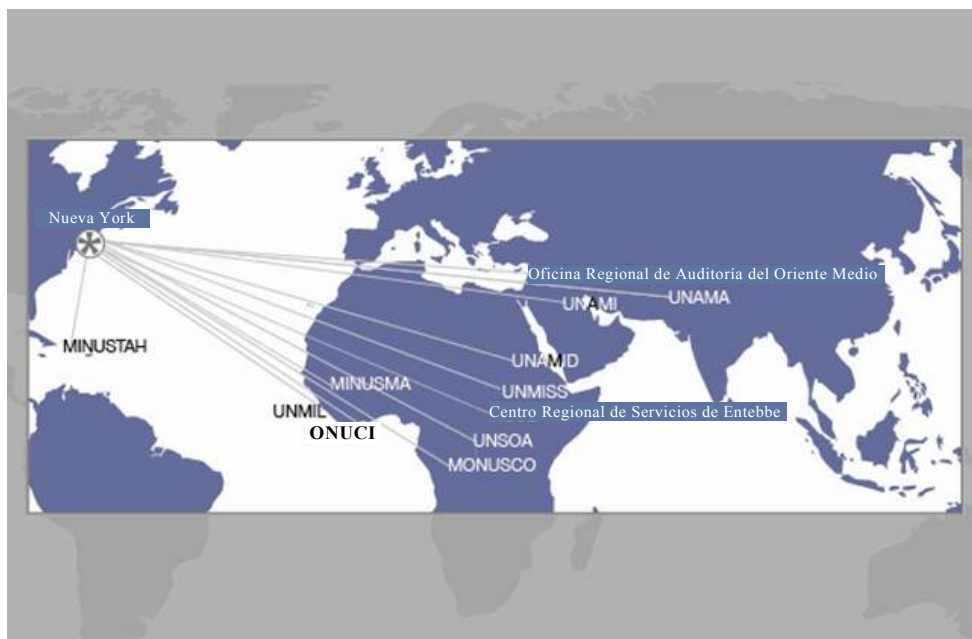 Nueva York
Oficina Regional de Auditoría del Oriente Medio
UNAMI
UNAMA
MINUSTAH
UNAMID
MINUSMA
UNMISS
UNMIL
Centro Regional de Servicios de Entebbe
ONUCI
UNSOA
MONUSCO